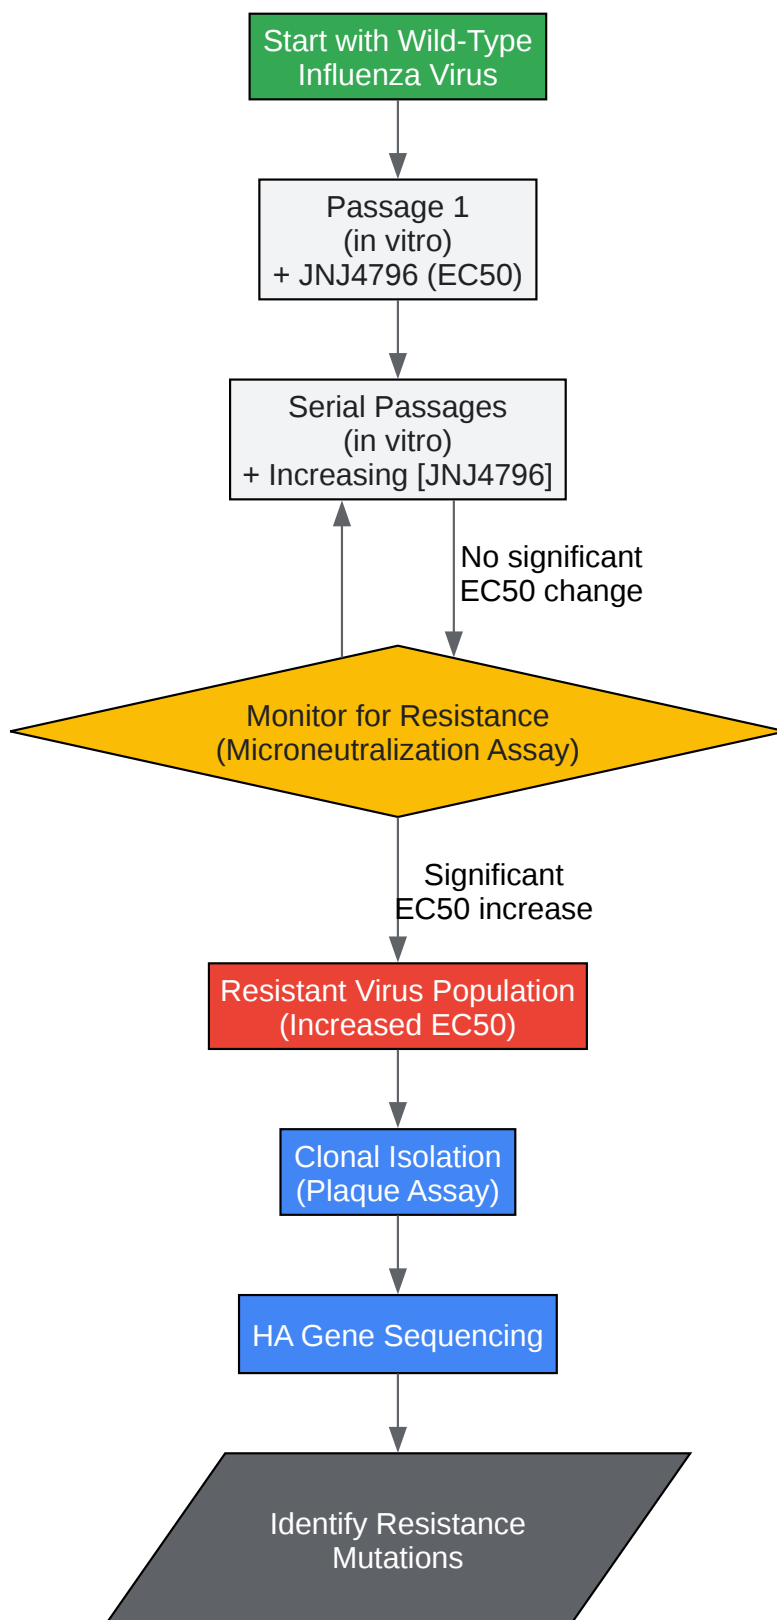 Start with Wild-Type
Influenza Virus
Passage 1
(in vitro)
+ JNJ4796 (EC50)
Serial Passages
(in vitro)
+ Increasing [JNJ4796]
No significant
EC50 change
Monitor for Resistance
(Microneutralization Assay)
Significant
EC50 increase
Resistant Virus Population
(Increased EC50)
Clonal Isolation
(Plaque Assay)
HA Gene Sequencing
Identify Resistance
Mutations